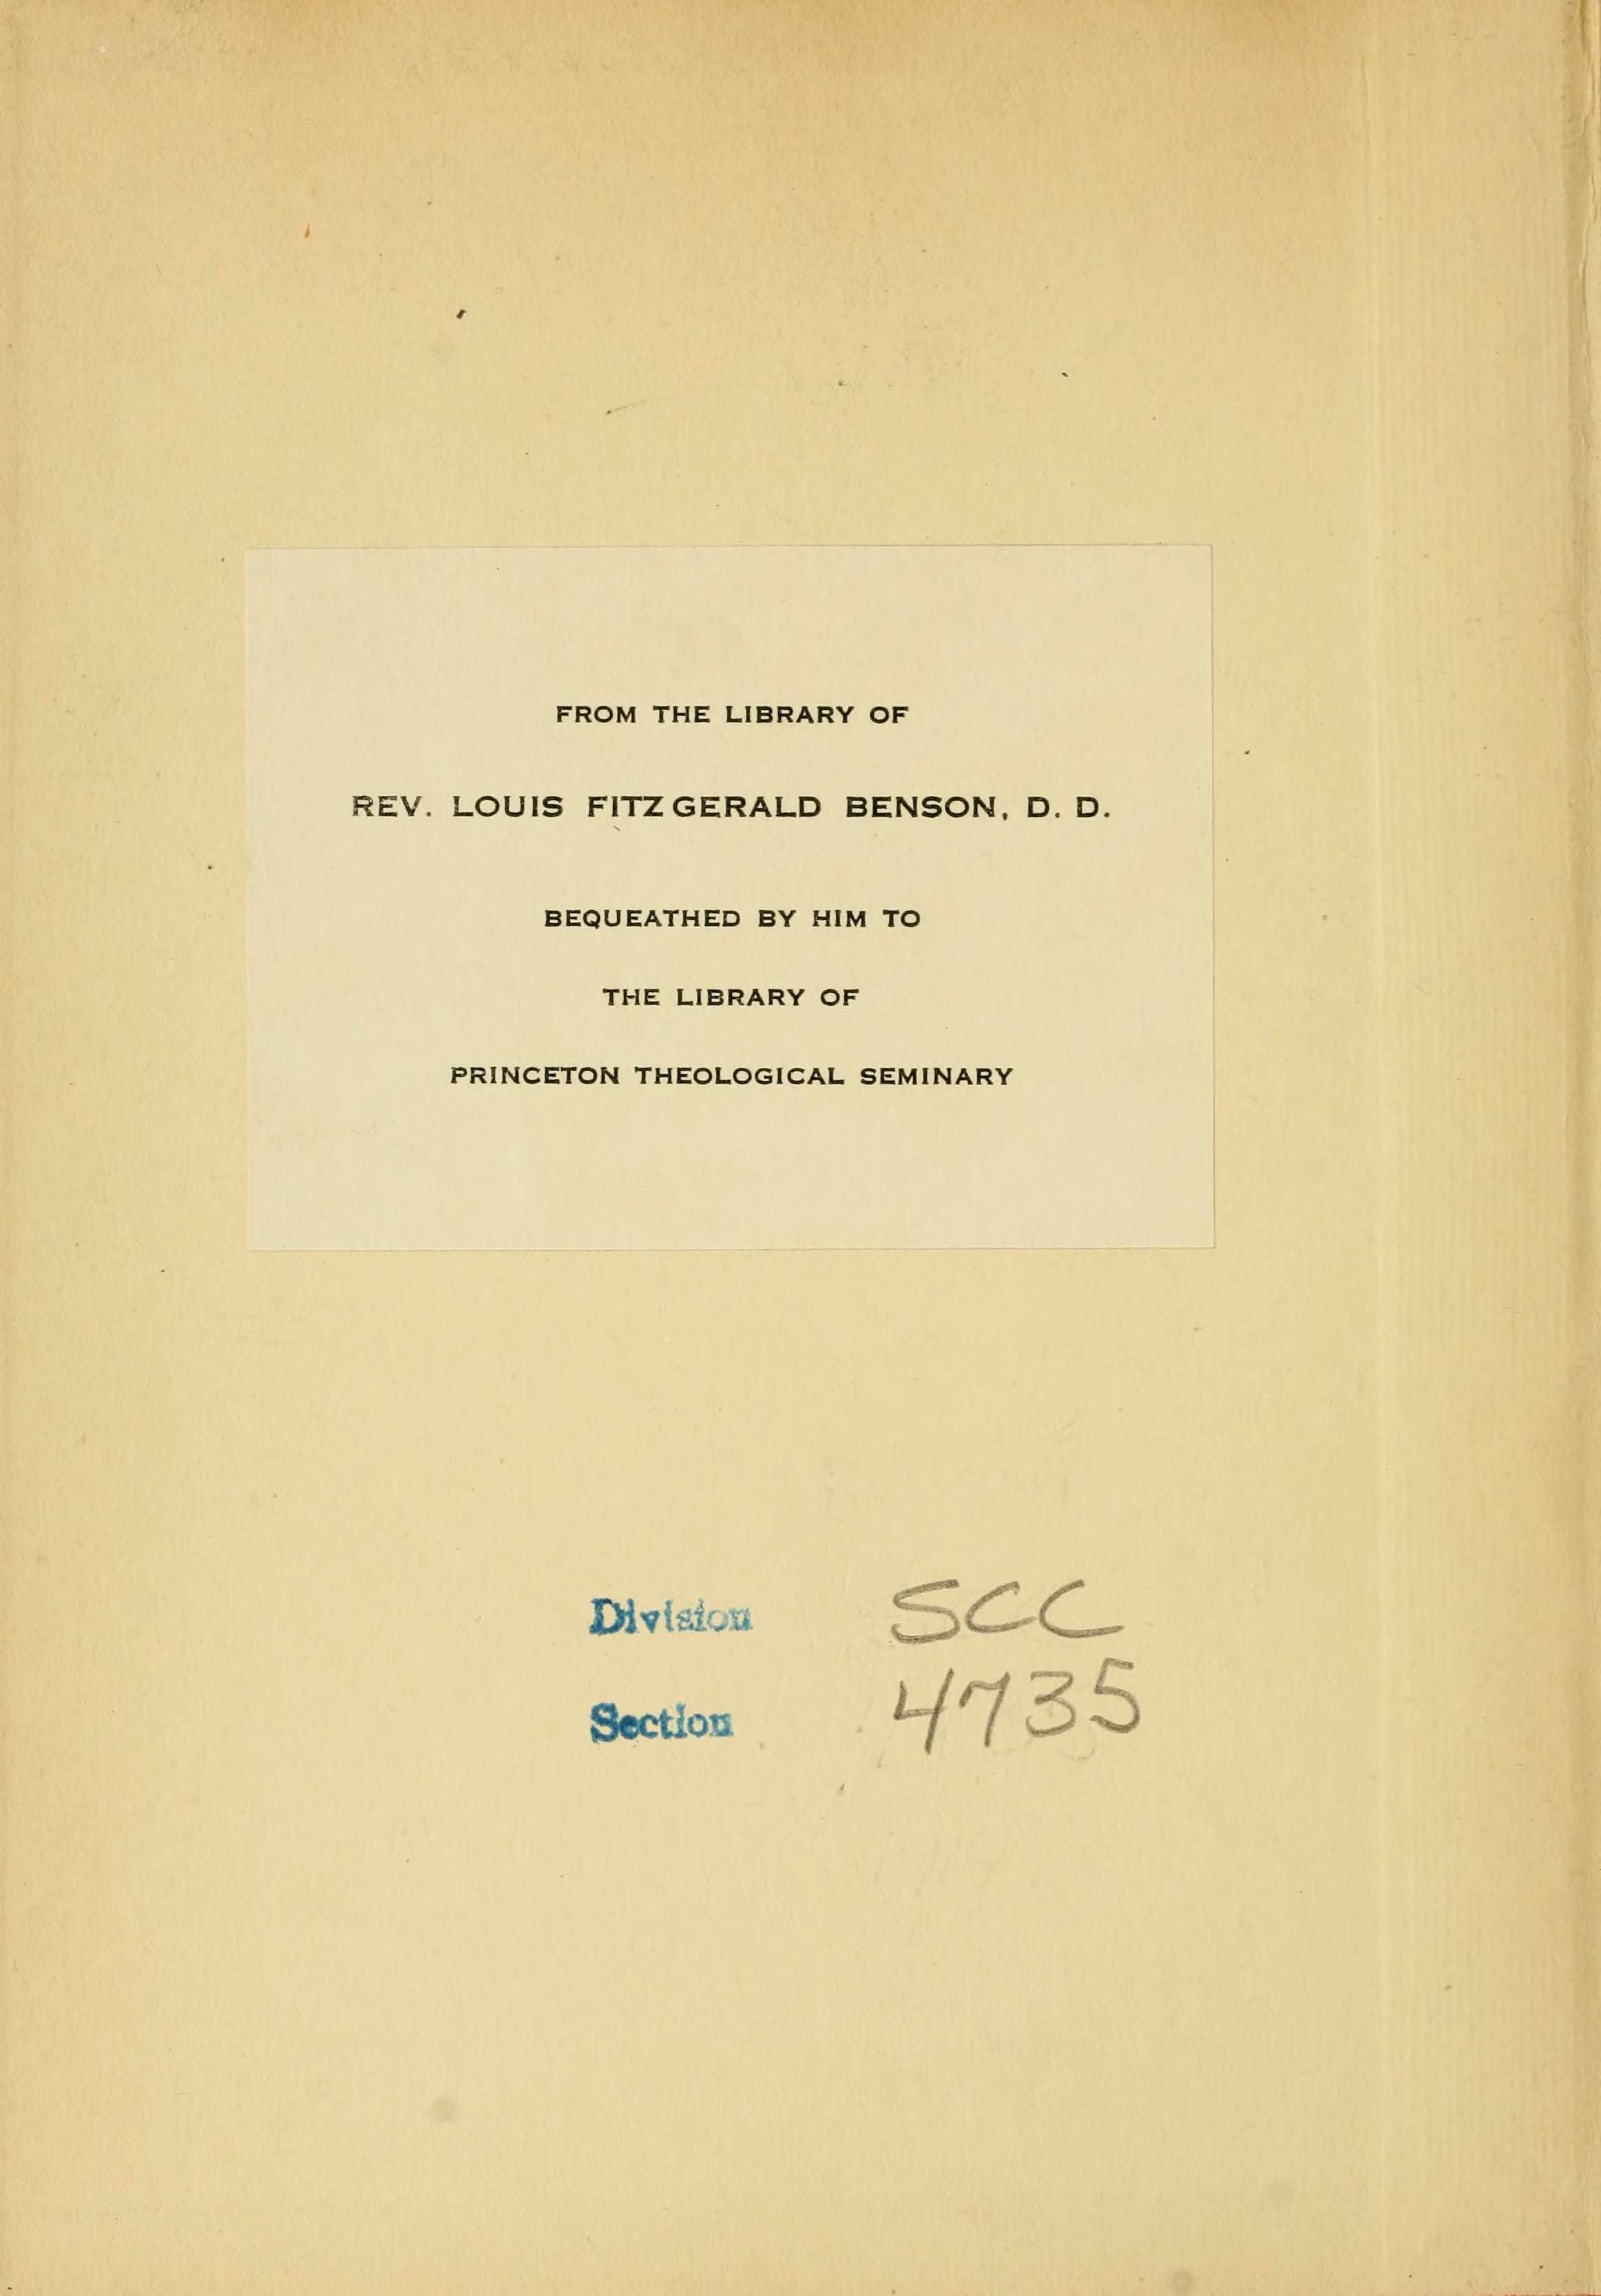 FROM THE LIBRARY OF
REV. LOUIS FITZGERALD BENSON, D. D.
BEQUEATHED BY HIM TO
THE LIBRARY OF
PRINCETON THEOLOGICAL SEMINARY
Division SCC
Section 4735